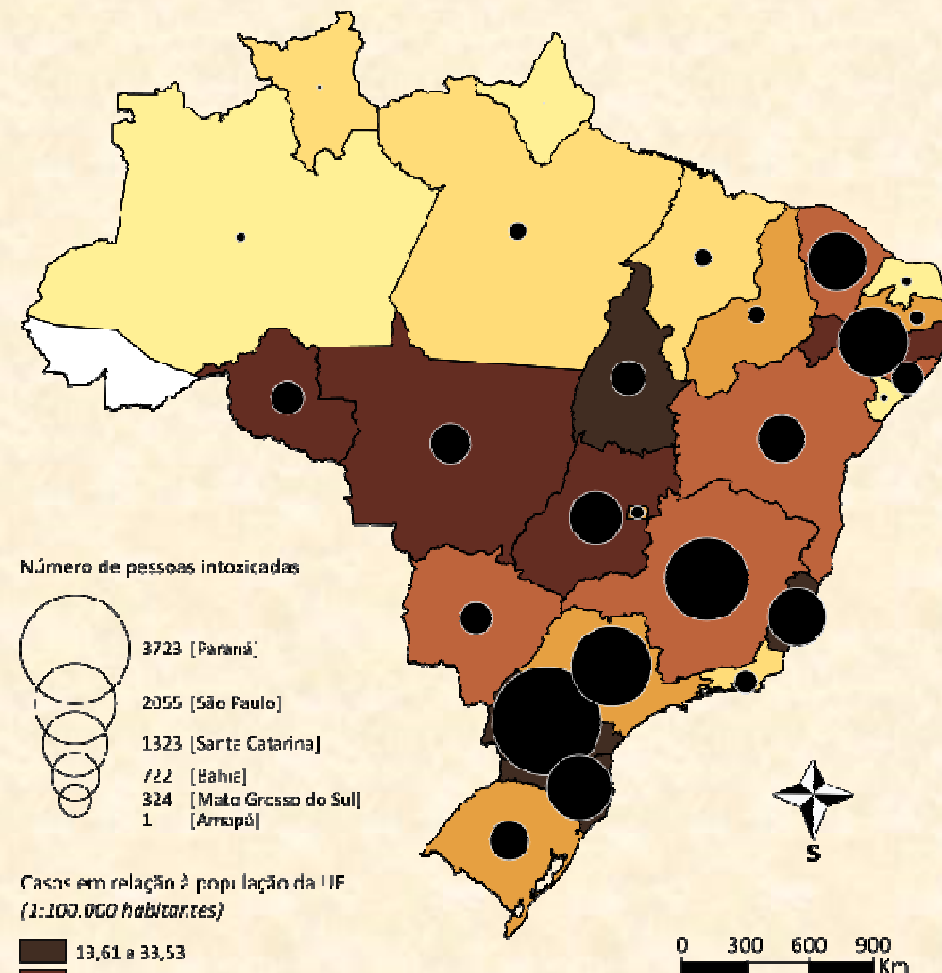 Número de pessoas intoxicadas
3723 [Paraná]
2055 [São Paulo]
1323 [Santa Catarina]
722 [Bahia]
324 [Mato Grosso do Sul]
1 [Amapá]
Casos em relação à população da UF
(1:100.000 habitantes)
13,61 a 33,53
S
0 300 600 900
Km